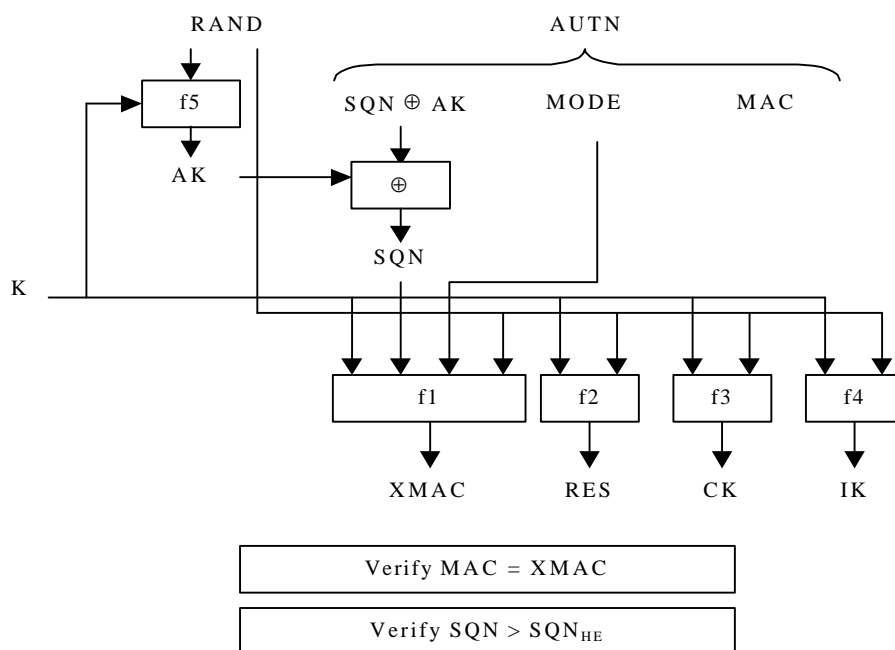 RAND
AUTN
f5
SQN ⊕ AK
MODE
MAC
AK
⊕
SQN
K
f1
f2
f3
f4
XMAC
RES
CK
IK
Verify MAC = XMAC
Verify SQN > SQN_HE